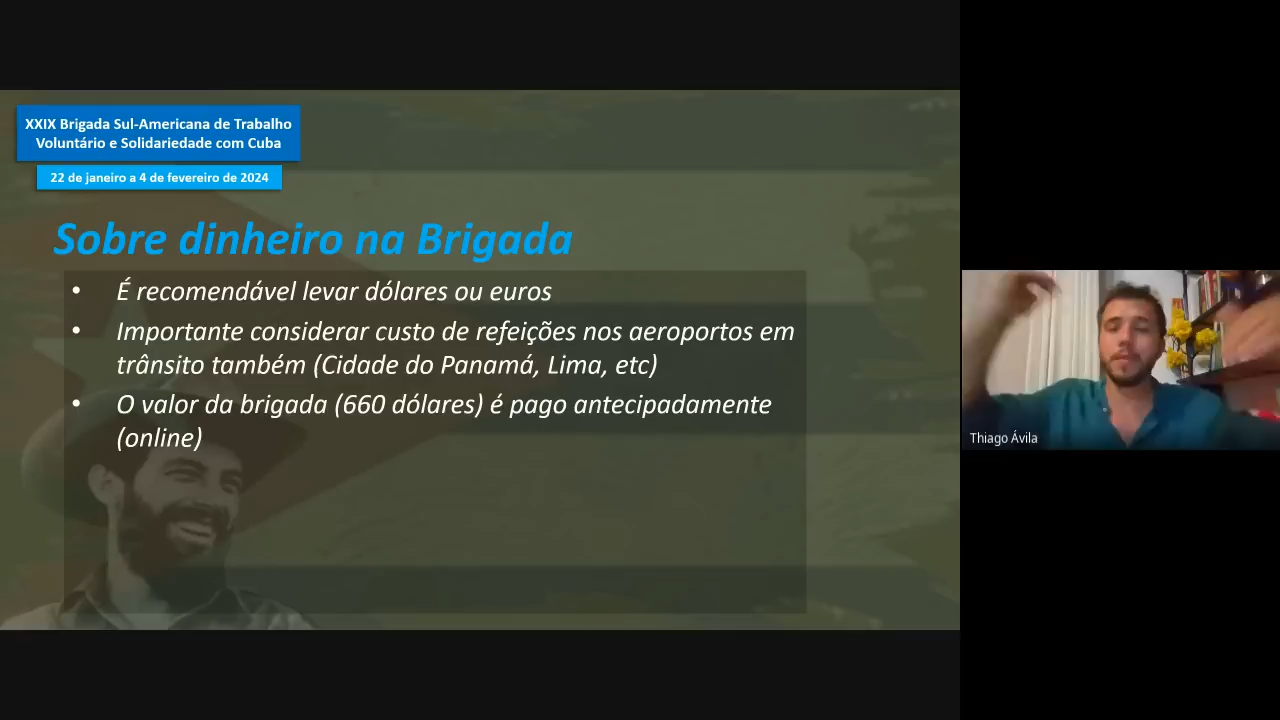 XXIX Brigada Sul-Americana de Trabalho
Voluntário e Solidariedade com Cuba
22 de janeiro a 4 de fevereiro de 2024
Sobre dinheiro na Brigada
• É recomendável levar dólares ou euros
• Importante considerar custo de refeições nos aeroportos em
trânsito também (Cidade do Panamá, Lima, etc)
• O valor da brigada (660 dólares) é pago antecipadamente
(online)
Thiago Ávila